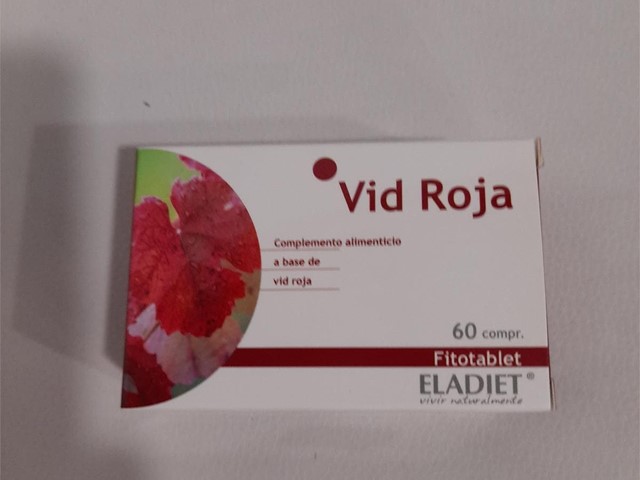 Vid Roja
Complemento alimenticio
a base de
vid roja
60 compr.
Fitotablet
ELADIET®
vivir naturalmente